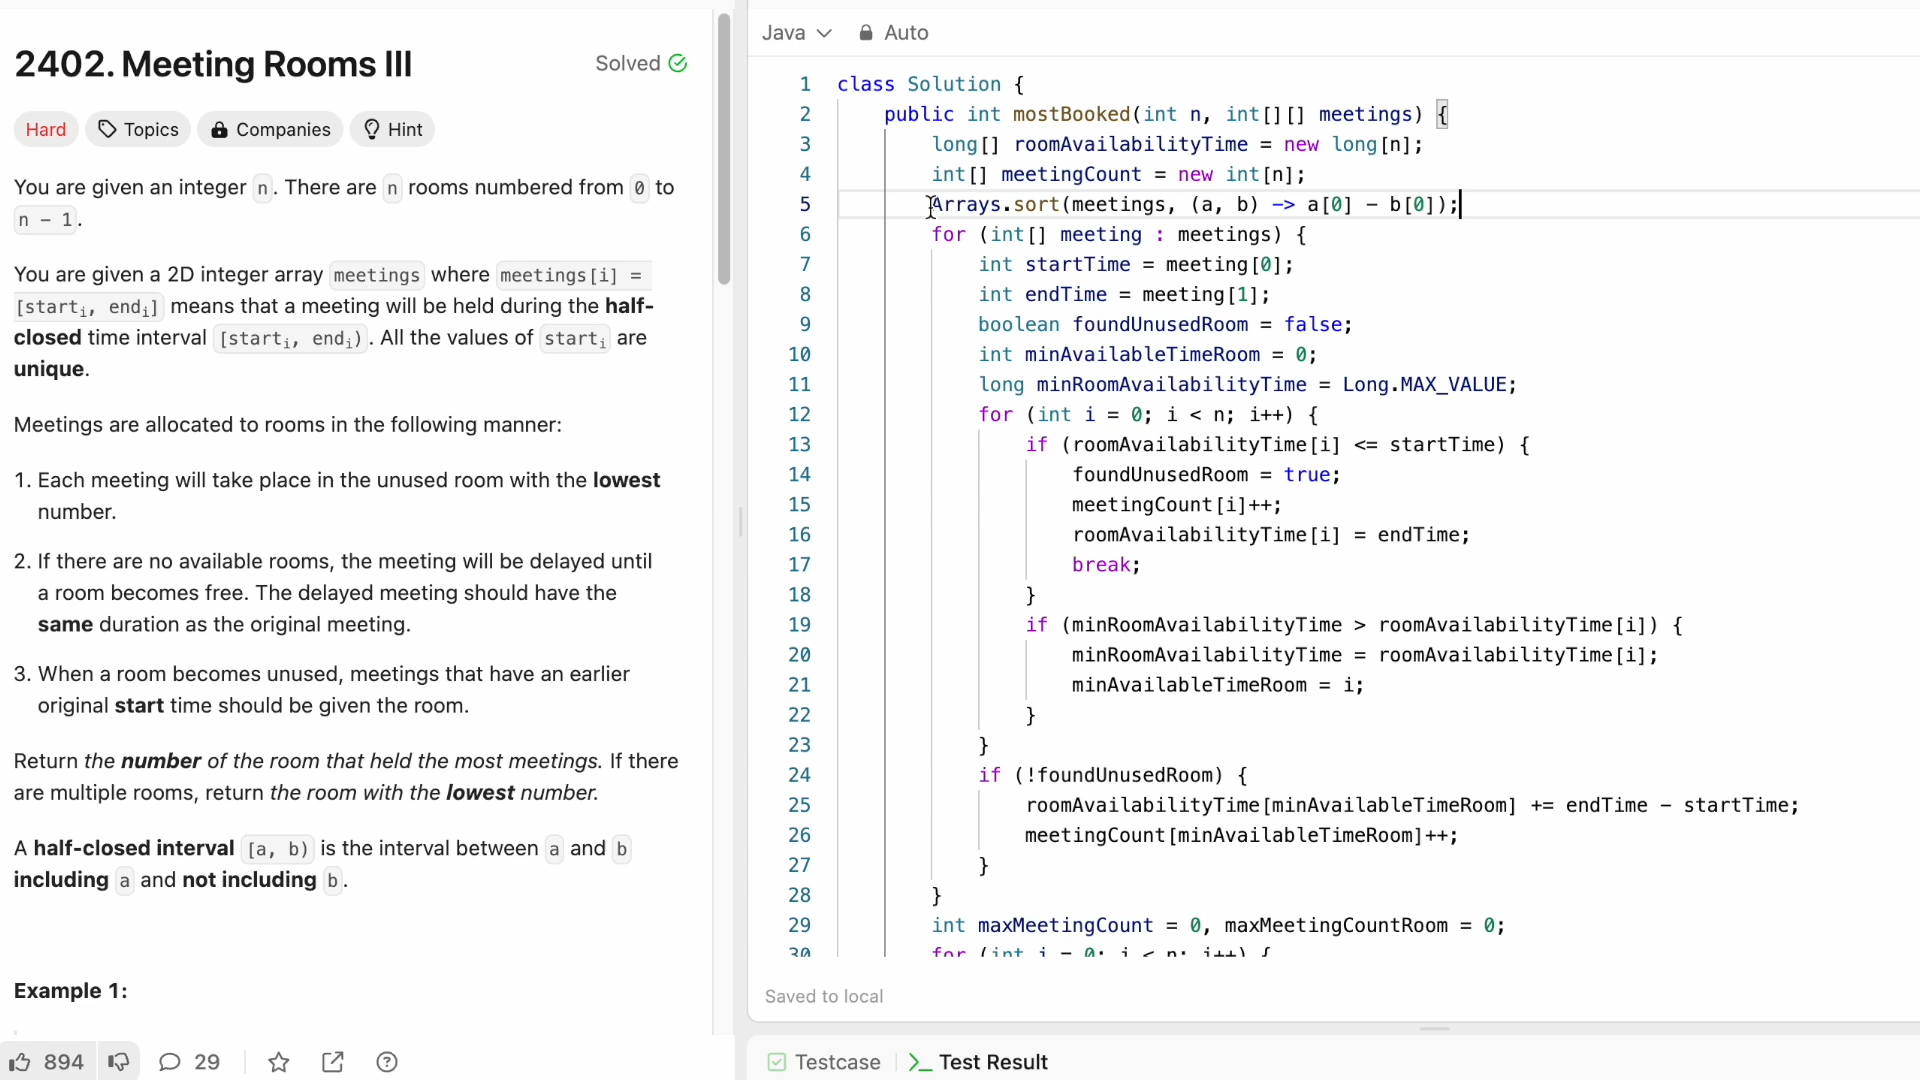 2402. Meeting Rooms III
Solved
Hard Topics Companies Hint
You are given an integer n. There are n rooms numbered from 0 to
n - 1.
You are given a 2D integer array meetings where meetings[i] =
[starti, endi] means that a meeting will be held during the half-
closed time interval [starti, endi). All the values of starti are
unique.
Meetings are allocated to rooms in the following manner:
1. Each meeting will take place in the unused room with the lowest
number.
2. If there are no available rooms, the meeting will be delayed until
a room becomes free. The delayed meeting should have the
same duration as the original meeting.
3. When a room becomes unused, meetings that have an earlier
original start time should be given the room.
Return the number of the room that held the most meetings. If there
are multiple rooms, return the room with the lowest number.
A half-closed interval [a, b) is the interval between a and b
including a and not including b.
Example 1:
894 29
Java Auto
1 class Solution {
2 public int mostBooked(int n, int[][] meetings) {
3 long[] roomAvailabilityTime = new long[n];
4 int[] meetingCount = new int[n];
5 Arrays.sort(meetings, (a, b) -> a[0] - b[0]);
6 for (int[] meeting : meetings) {
7 int startTime = meeting[0];
8 int endTime = meeting[1];
9 boolean foundUnusedRoom = false;
10 int minAvailableTimeRoom = 0;
11 long minRoomAvailabilityTime = Long.MAX_VALUE;
12 for (int i = 0; i < n; i++) {
13 if (roomAvailabilityTime[i] <= startTime) {
14 foundUnusedRoom = true;
15 meetingCount[i]++;
16 roomAvailabilityTime[i] = endTime;
17 break;
18 }
19 if (minRoomAvailabilityTime > roomAvailabilityTime[i]) {
20 minRoomAvailabilityTime = roomAvailabilityTime[i];
21 minAvailableTimeRoom = i;
22 }
23 }
24 if (!foundUnusedRoom) {
25 roomAvailabilityTime[minAvailableTimeRoom] += endTime - startTime;
26 meetingCount[minAvailableTimeRoom]++;
27 }
28 }
29 int maxMeetingCount = 0, maxMeetingCountRoom = 0;
30 for (int i = 0; i < n; i++) {
Saved to local
Testcase Test Result